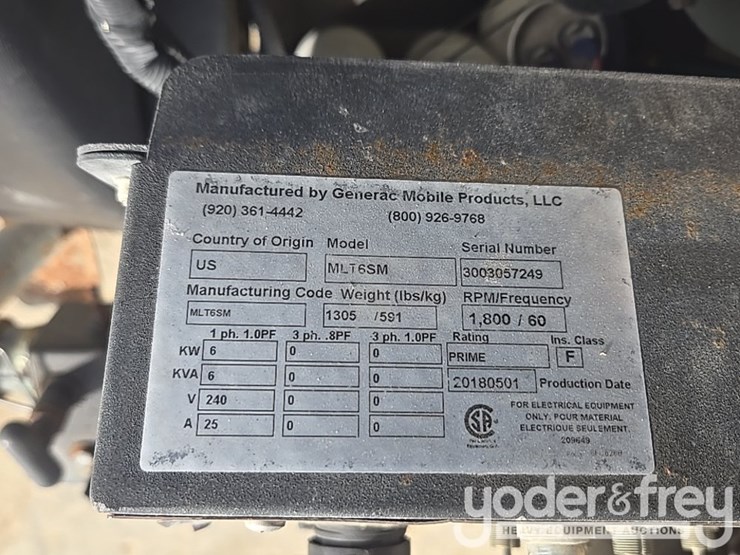 Manufactured by Generac Mobile Products, LLC
(920) 361-4442 (800) 926-9768
Country of Origin Model Serial Number
US MLT6SM 3003057249
Manufacturing Code Weight (lbs/kg) RPM/Frequency
MLT6SM 1305 /591 1,800 / 60
1 ph. 1.0PF 3 ph. .8PF 3 ph. 1.0PF Rating Ins. Class
KW 6 0 0 PRIME F
KVA 6 0 0 20180501 Production Date
V 240 0 0
A 25 0 0
FOR ELECTRICAL EQUIPMENT
ONLY. POUR MATERIAL
ELECTRIQUE SEULEMENT.
209649
yoder&frey
HEAVY EQUIPMENT AUCTIONS